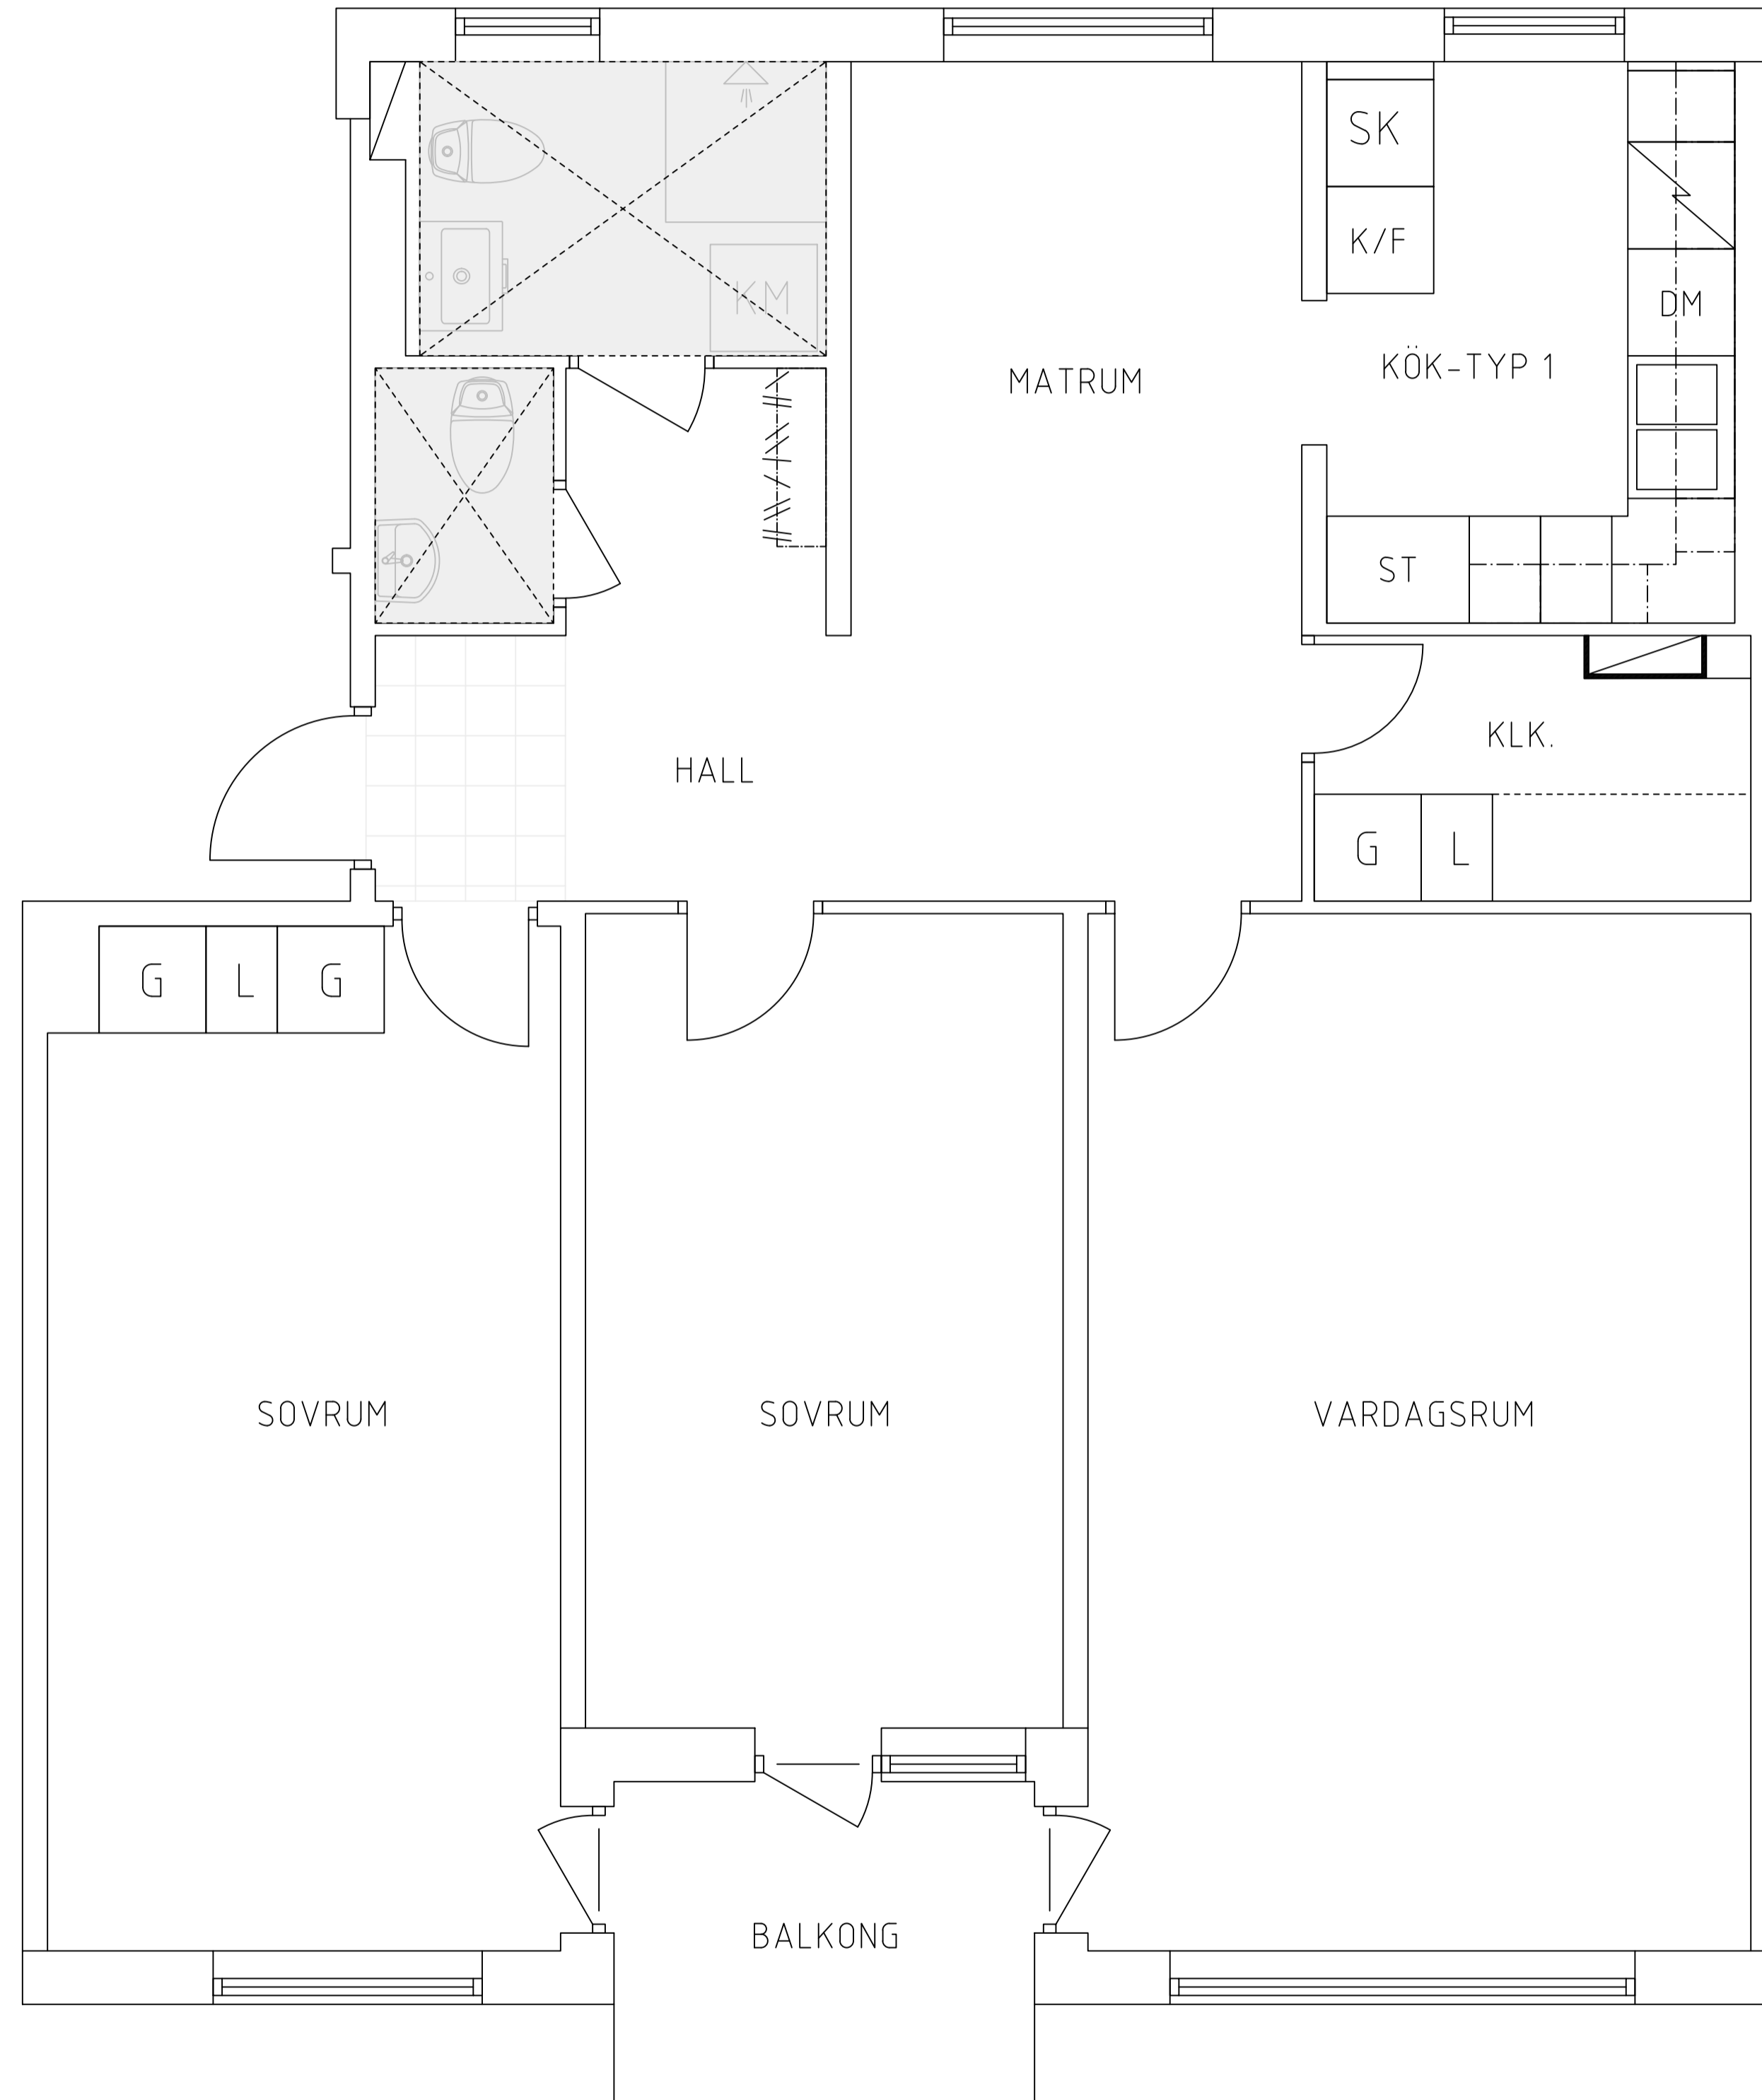 SK
K/F
KM
DM
MATRUM
KÖK-TYP 1
ST
KLK.
HALL
G L
G L G
SOVRUM
SOVRUM
VARDAGSRUM
BALKONG